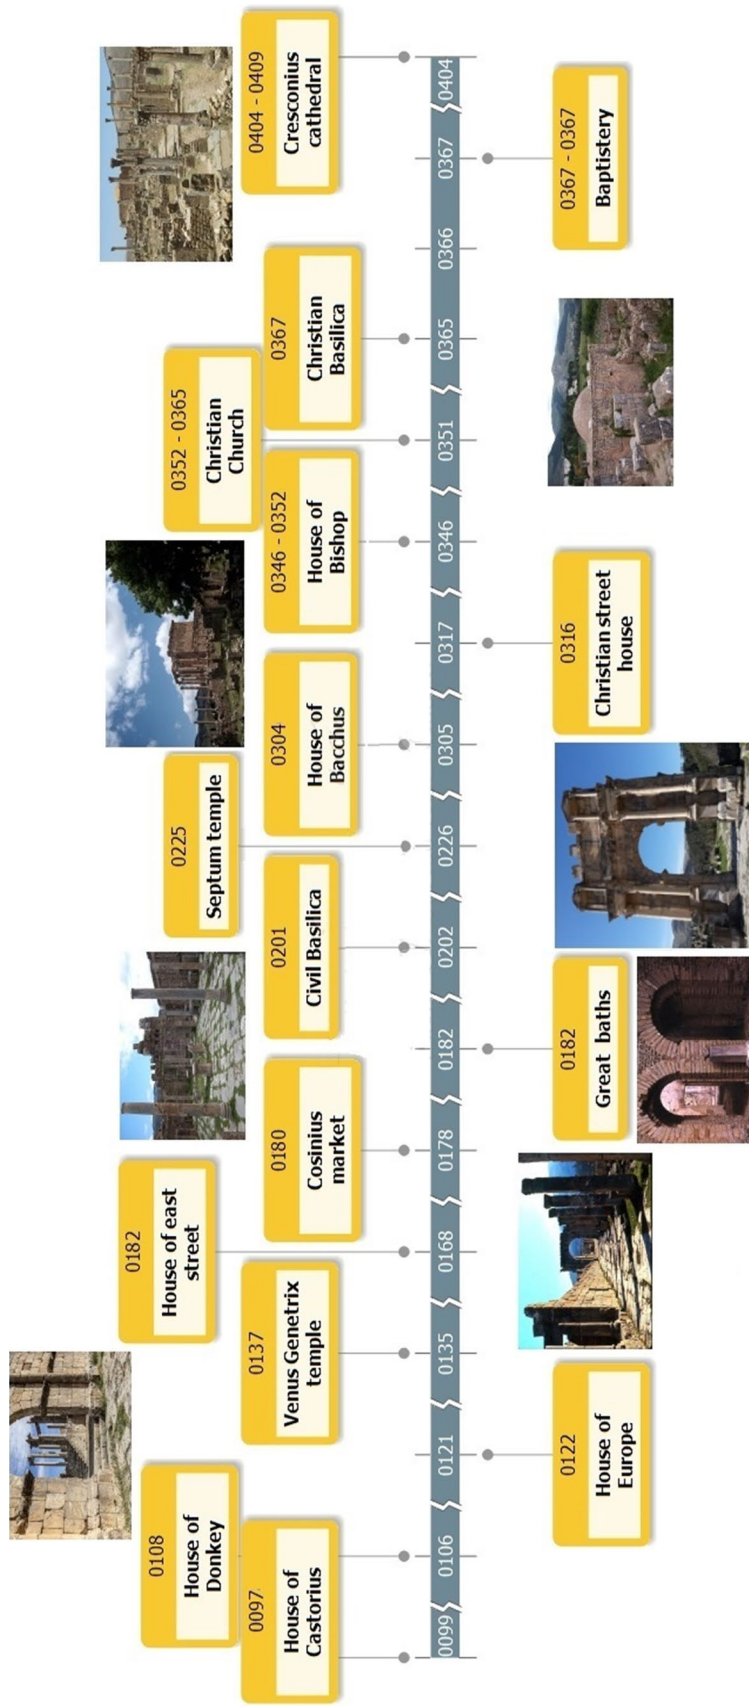 0097
House of
Castorius
0108
House of
Donkey
0122
House of
Europe
0137
Venus Genetrix
temple
0182
House of east
street
0180
Cosinius
market
0182
Great baths
0201
Civil Basilica
0225
Septum temple
0304
House of
Bacchus
0316
Christian street
house
0346 - 0352
House of
Bishop
0352 - 0365
Christian
Church
0367
Christian
Basilica
0367 - 0367
Baptistery
0404 - 0409
Cresconius
cathedral
0099 0106 0121 0135 0168 0178 0182 0202 0226 0305 0317 0346 0351 0365 0366 0367 0404